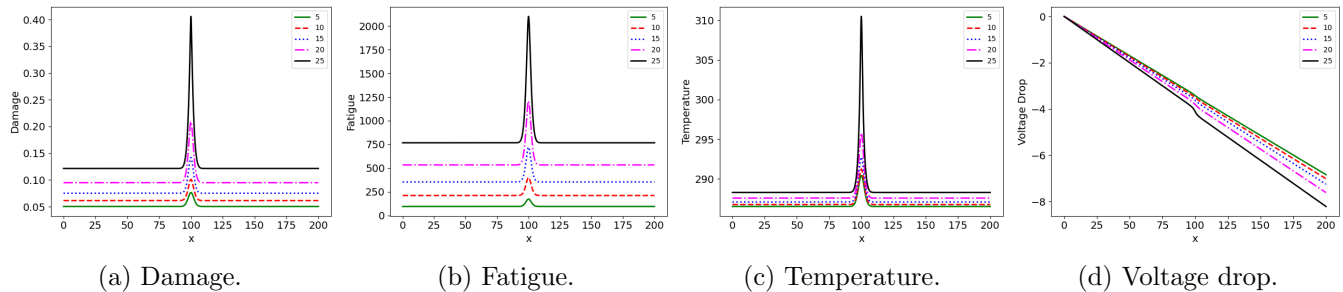 0.40
0.35
0.30
0.25
0.20
0.15
0.10
0.05
Damage
0 25 50 75 100 125 150 175 200
x
5
10
15
20
25
(a) Damage.
2000
1750
1500
1250
1000
750
500
250
0
Fatigue
0 25 50 75 100 125 150 175 200
x
5
10
15
20
25
(b) Fatigue.
310
305
300
295
290
Temperature
0 25 50 75 100 125 150 175 200
x
5
10
15
20
25
(c) Temperature.
0
−2
−4
−6
−8
Voltage Drop
0 25 50 75 100 125 150 175 200
x
5
10
15
20
25
(d) Voltage drop.